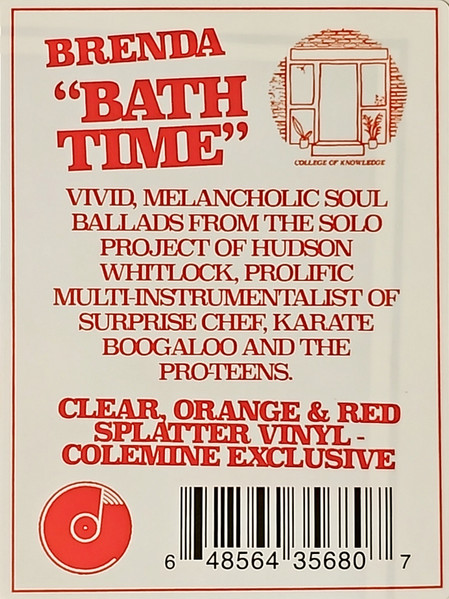 BRENDA
"BATH
TIME"
COLLEGE OF KNOWLEDGE
VIVID, MELANCHOLIC SOUL
BALLADS FROM THE SOLO
PROJECT OF HUDSON
WHITLOCK, PROLIFIC
MULTI-INSTRUMENTALIST OF
SURPRISE CHEF, KARATE
BOOGALOO AND THE
PRO-TEENS.
CLEAR, ORANGE & RED
SPLATTER VINYL -
COLEMINE EXCLUSIVE
6 48564 35680 7